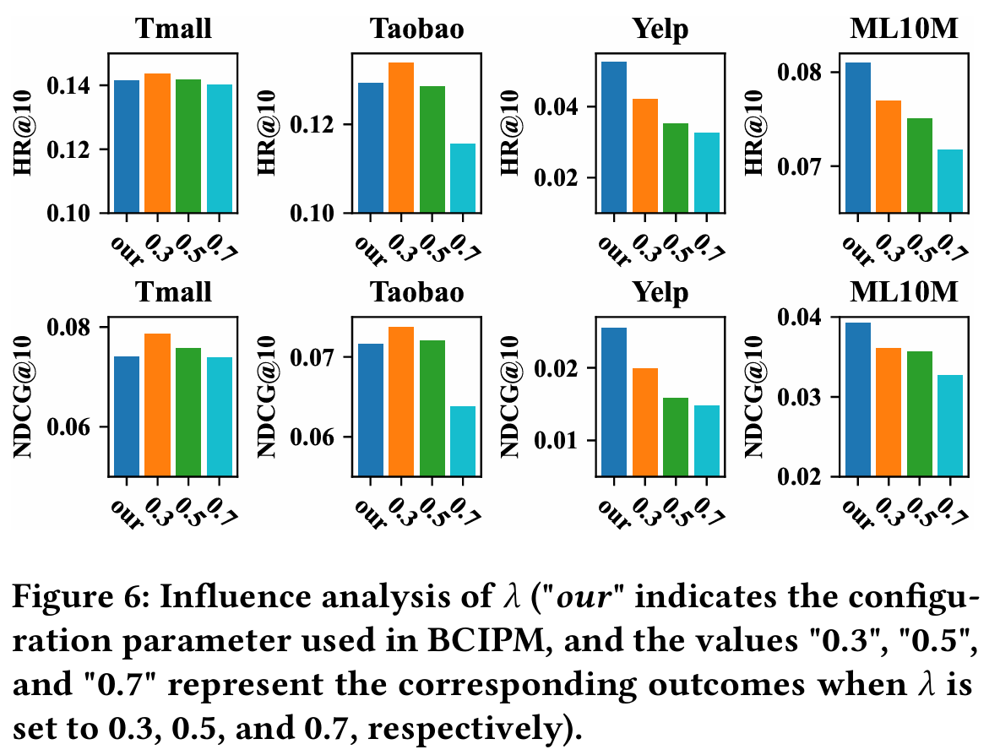 Tmall Taobao Yelp ML10M
HR@10 0.14 0.12 0.10 our 0.3 0.5 0.7
HR@10 0.12 0.10 our 0.3 0.5 0.7
HR@10 0.04 0.02 our 0.3 0.5 0.7
HR@10 0.08 0.07 our 0.3 0.5 0.7
Tmall Taobao Yelp ML10M
NDCG@10 0.08 0.06 our 0.3 0.5 0.7
NDCG@10 0.07 0.06 our 0.3 0.5 0.7
NDCG@10 0.02 0.01 our 0.3 0.5 0.7
NDCG@10 0.04 0.03 0.02 our 0.3 0.5 0.7
Figure 6: Influence analysis of λ ("our" indicates the configu-
ration parameter used in BCIPM, and the values "0.3", "0.5",
and "0.7" represent the corresponding outcomes when λ is
set to 0.3, 0.5, and 0.7, respectively).